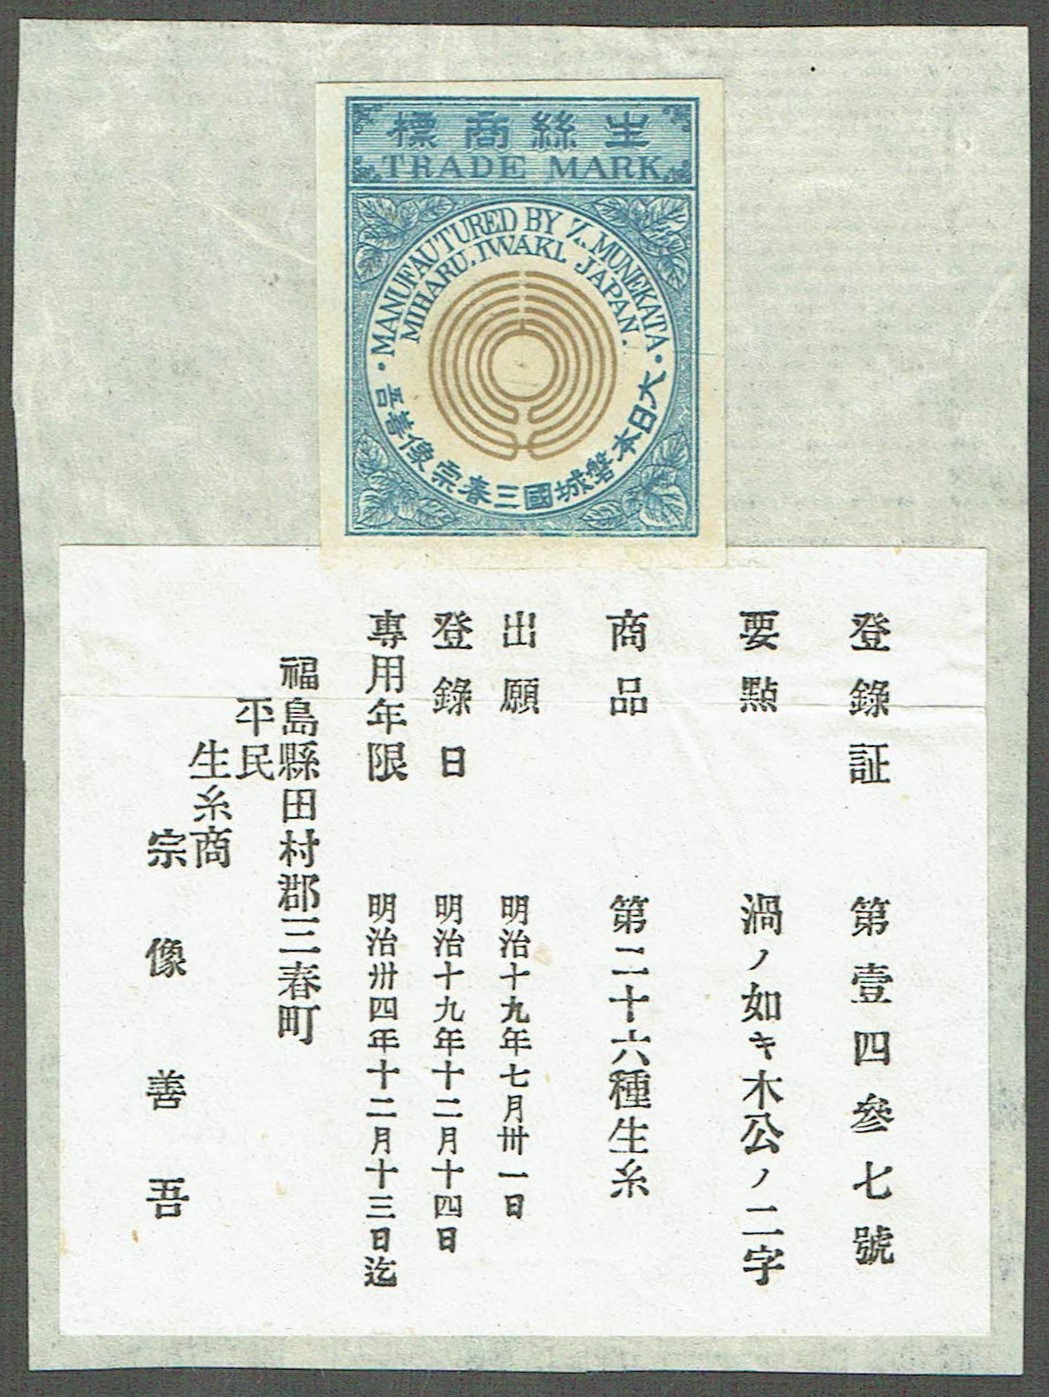 生絲商標
TRADE MARK
MANUFAUTURED BY Z. MUNEKATA
MIHARU. IWAKI. JAPAN.
大日本磐城國三春宗像善吾
登錄証 第壹四參七號
要點 渦ノ如キ木公ノ二字
商品 第二十六種生糸
出願 明治十九年七月卅一日
登錄日 明治十九年十二月十四日
專用年限 明治卅四年十二月十三日迄
福島縣田村郡三春町
平民
生糸商
宗像善吾